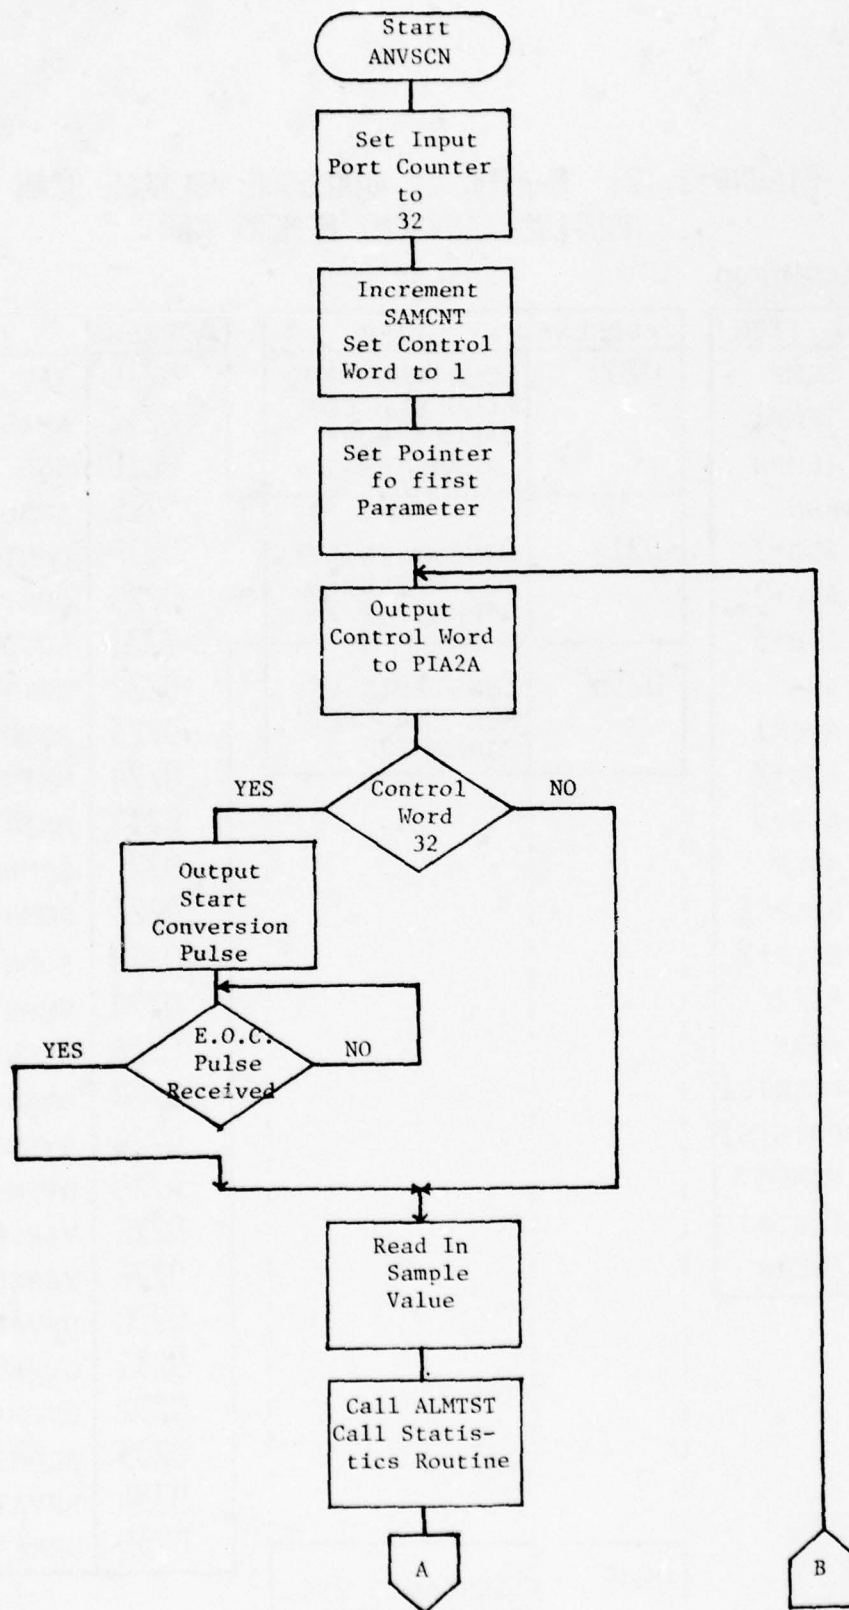 Start
ANVSCN
Set Input
Port Counter
to
32
Increment
SAMCNT
Set Control
Word to 1
Set Pointer
fo first
Parameter
Output
Control Word
to PIA2A
YES
Control
Word
32
NO
Output
Start
Conversion
Pulse
YES
E.O.C.
Pulse
Received
NO
Read In
Sample
Value
Call ALMTST
Call Statis-
tics Routine
A
B